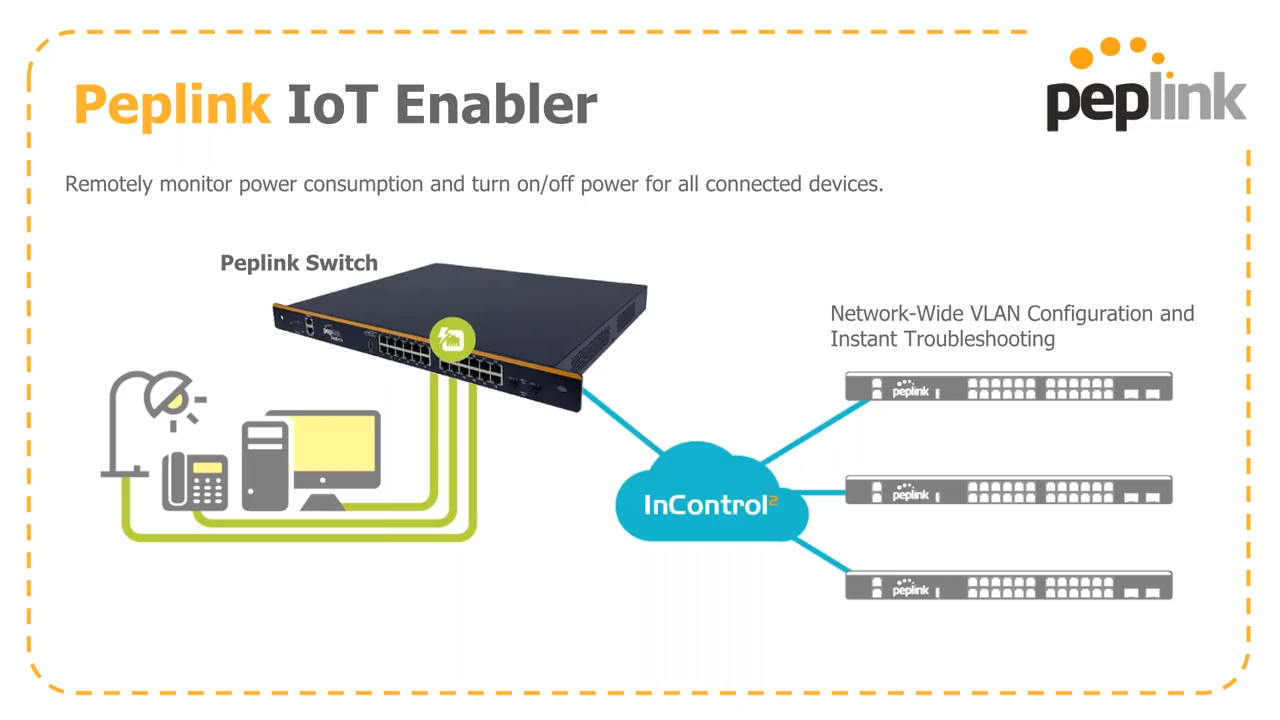 Peplink IoT Enabler
peplink
Remotely monitor power consumption and turn on/off power for all connected devices.
Peplink Switch
peplink
Network-Wide VLAN Configuration and
Instant Troubleshooting
peplink
InControl²
peplink
peplink